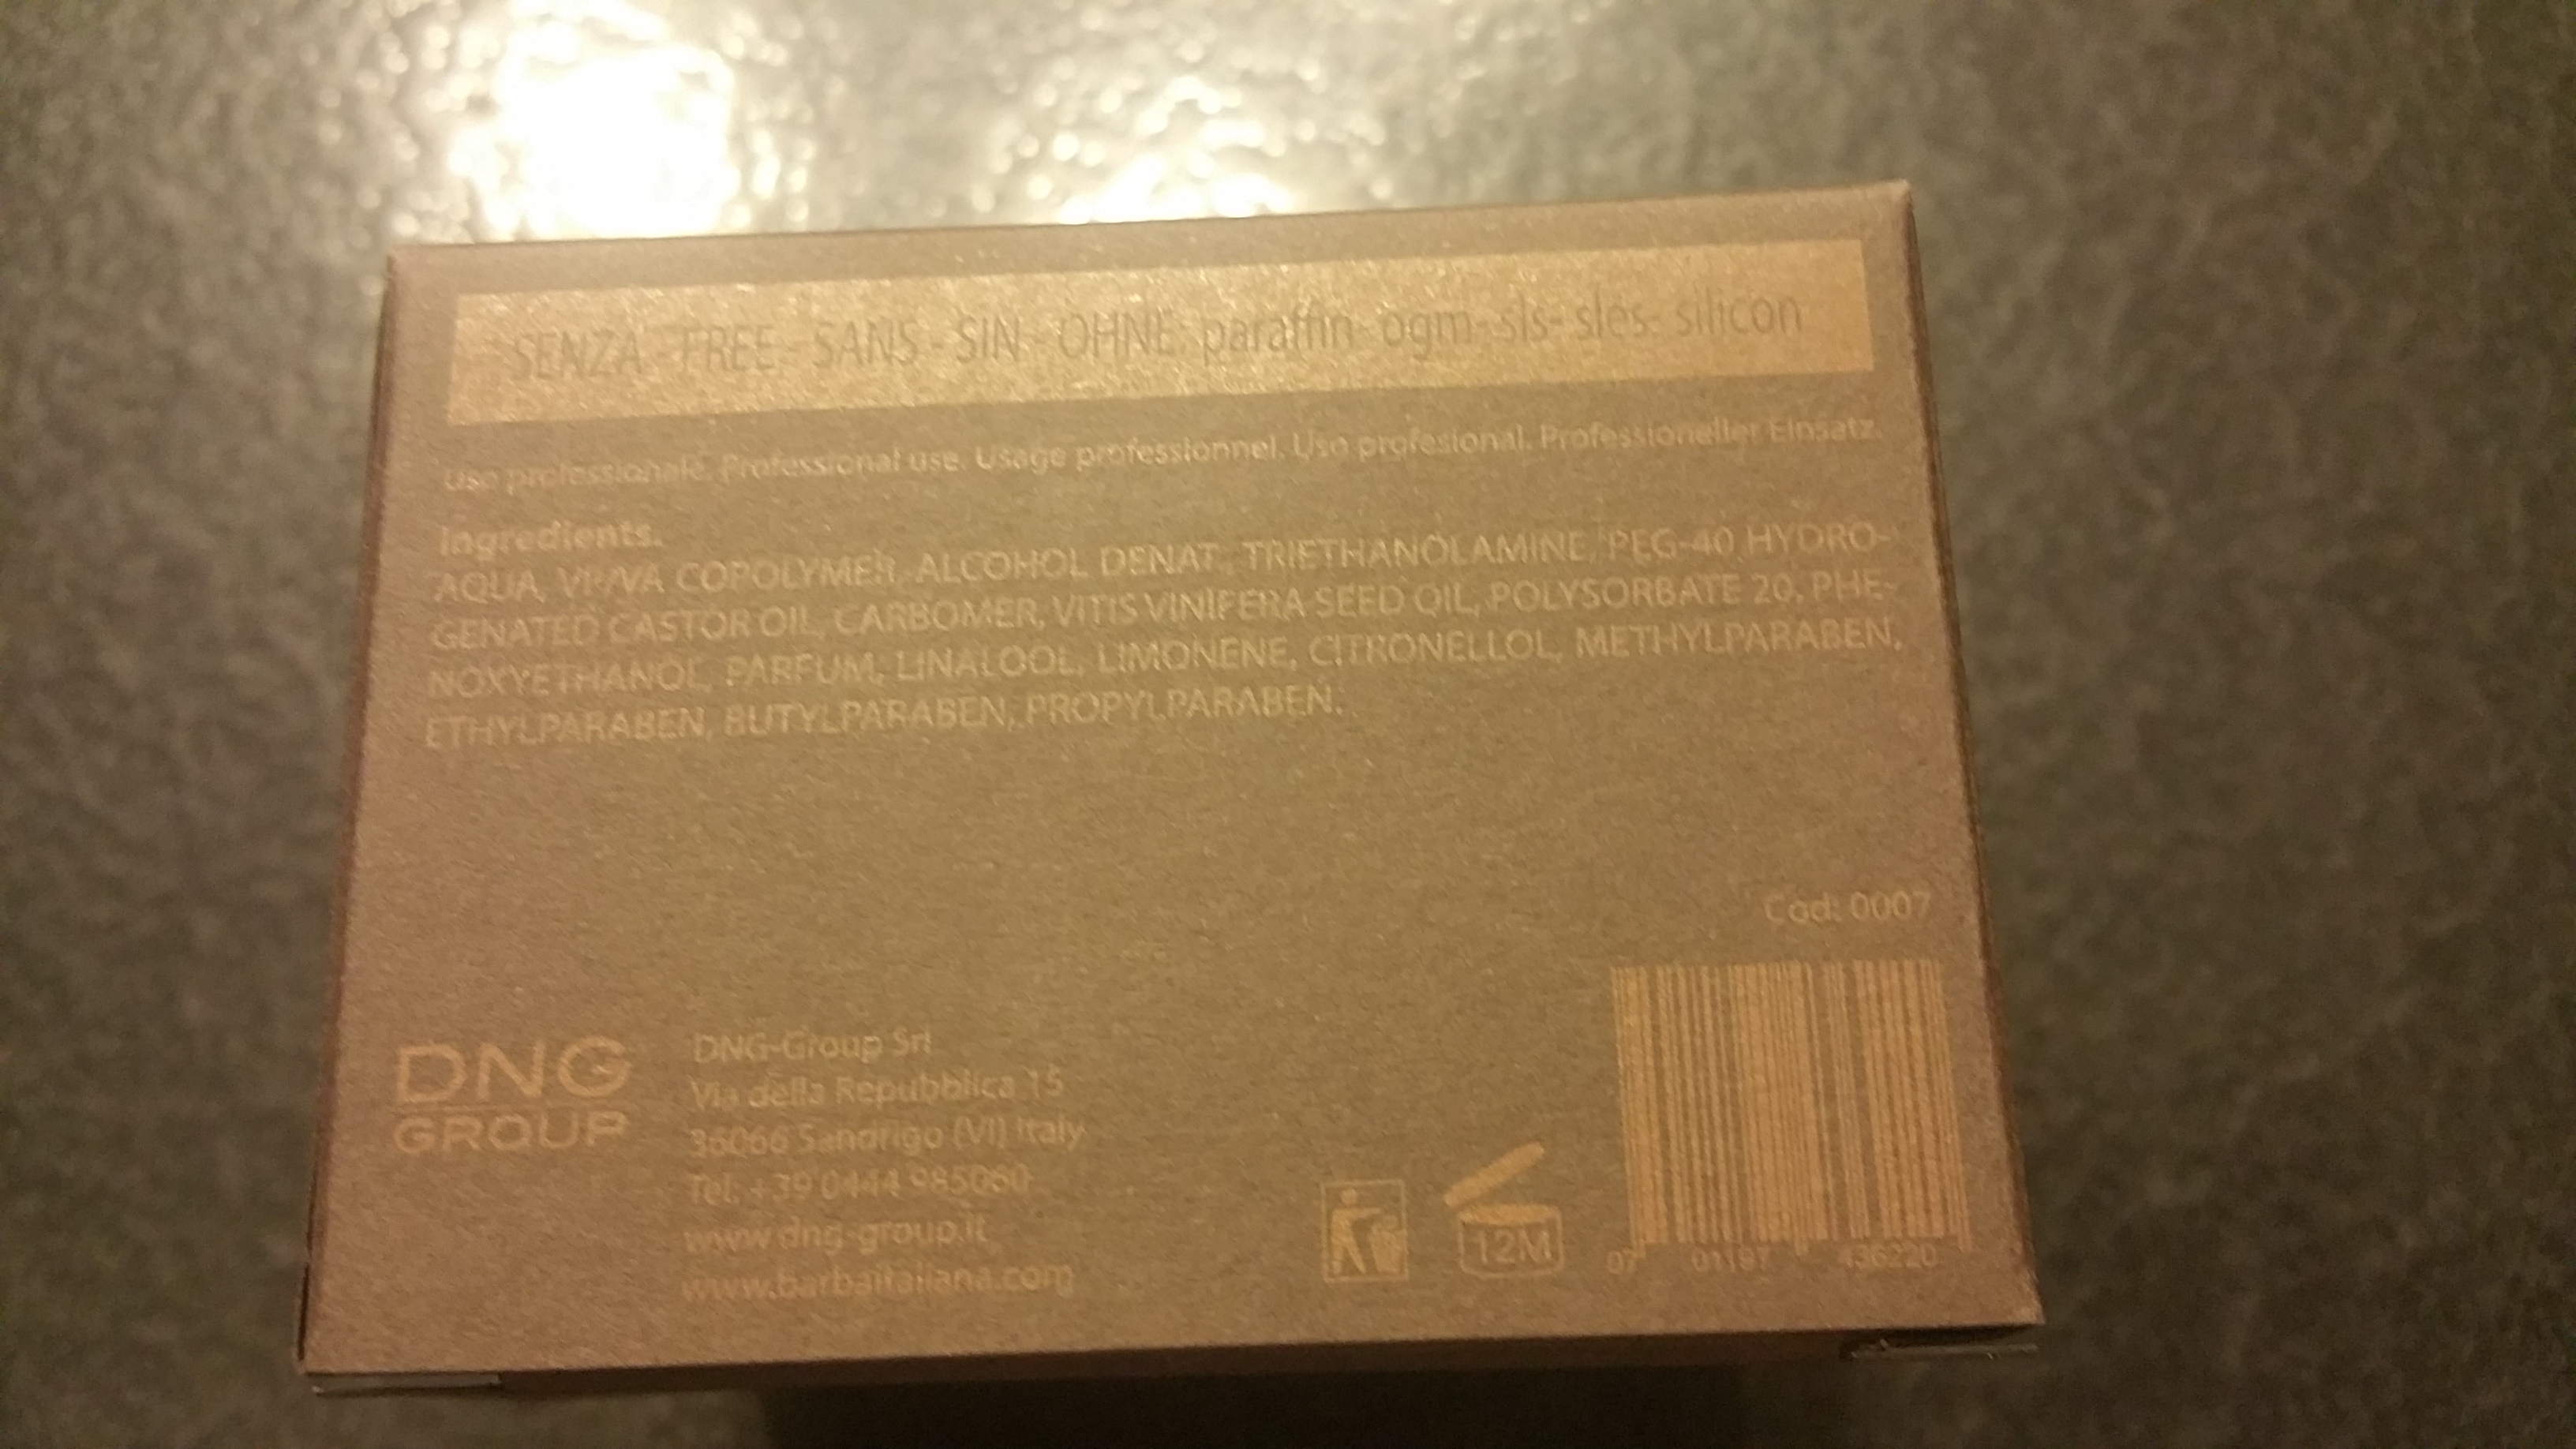 SENZA - FREE - SANS - SIN - OHNE: paraffin- ogm- sls- sles- silicon
Uso professionale. Professional use. Usage professionnel. Uso profesional. Professioneller Einsatz.
Ingredients.
AQUA, VP/VA COPOLYMER, ALCOHOL DENAT., TRIETHANOLAMINE, PEG-40 HYDRO-
GENATED CASTOR OIL, CARBOMER, VITIS VINIFERA SEED OIL, POLYSORBATE 20, PHE-
NOXYETHANOL, PARFUM, LINALOOL, LIMONENE, CITRONELLOL, METHYLPARABEN,
ETHYLPARABEN, BUTYLPARABEN, PROPYLPARABEN.
Cod: 0007
DNG
GROUP
DNG-Group Srl
Via della Repubblica 15
36066 Sandrigo (VI) Italy
Tel: +39 0444 985060
www.dng-group.it
www.barbaitaliana.com
12M
07 01197 436220